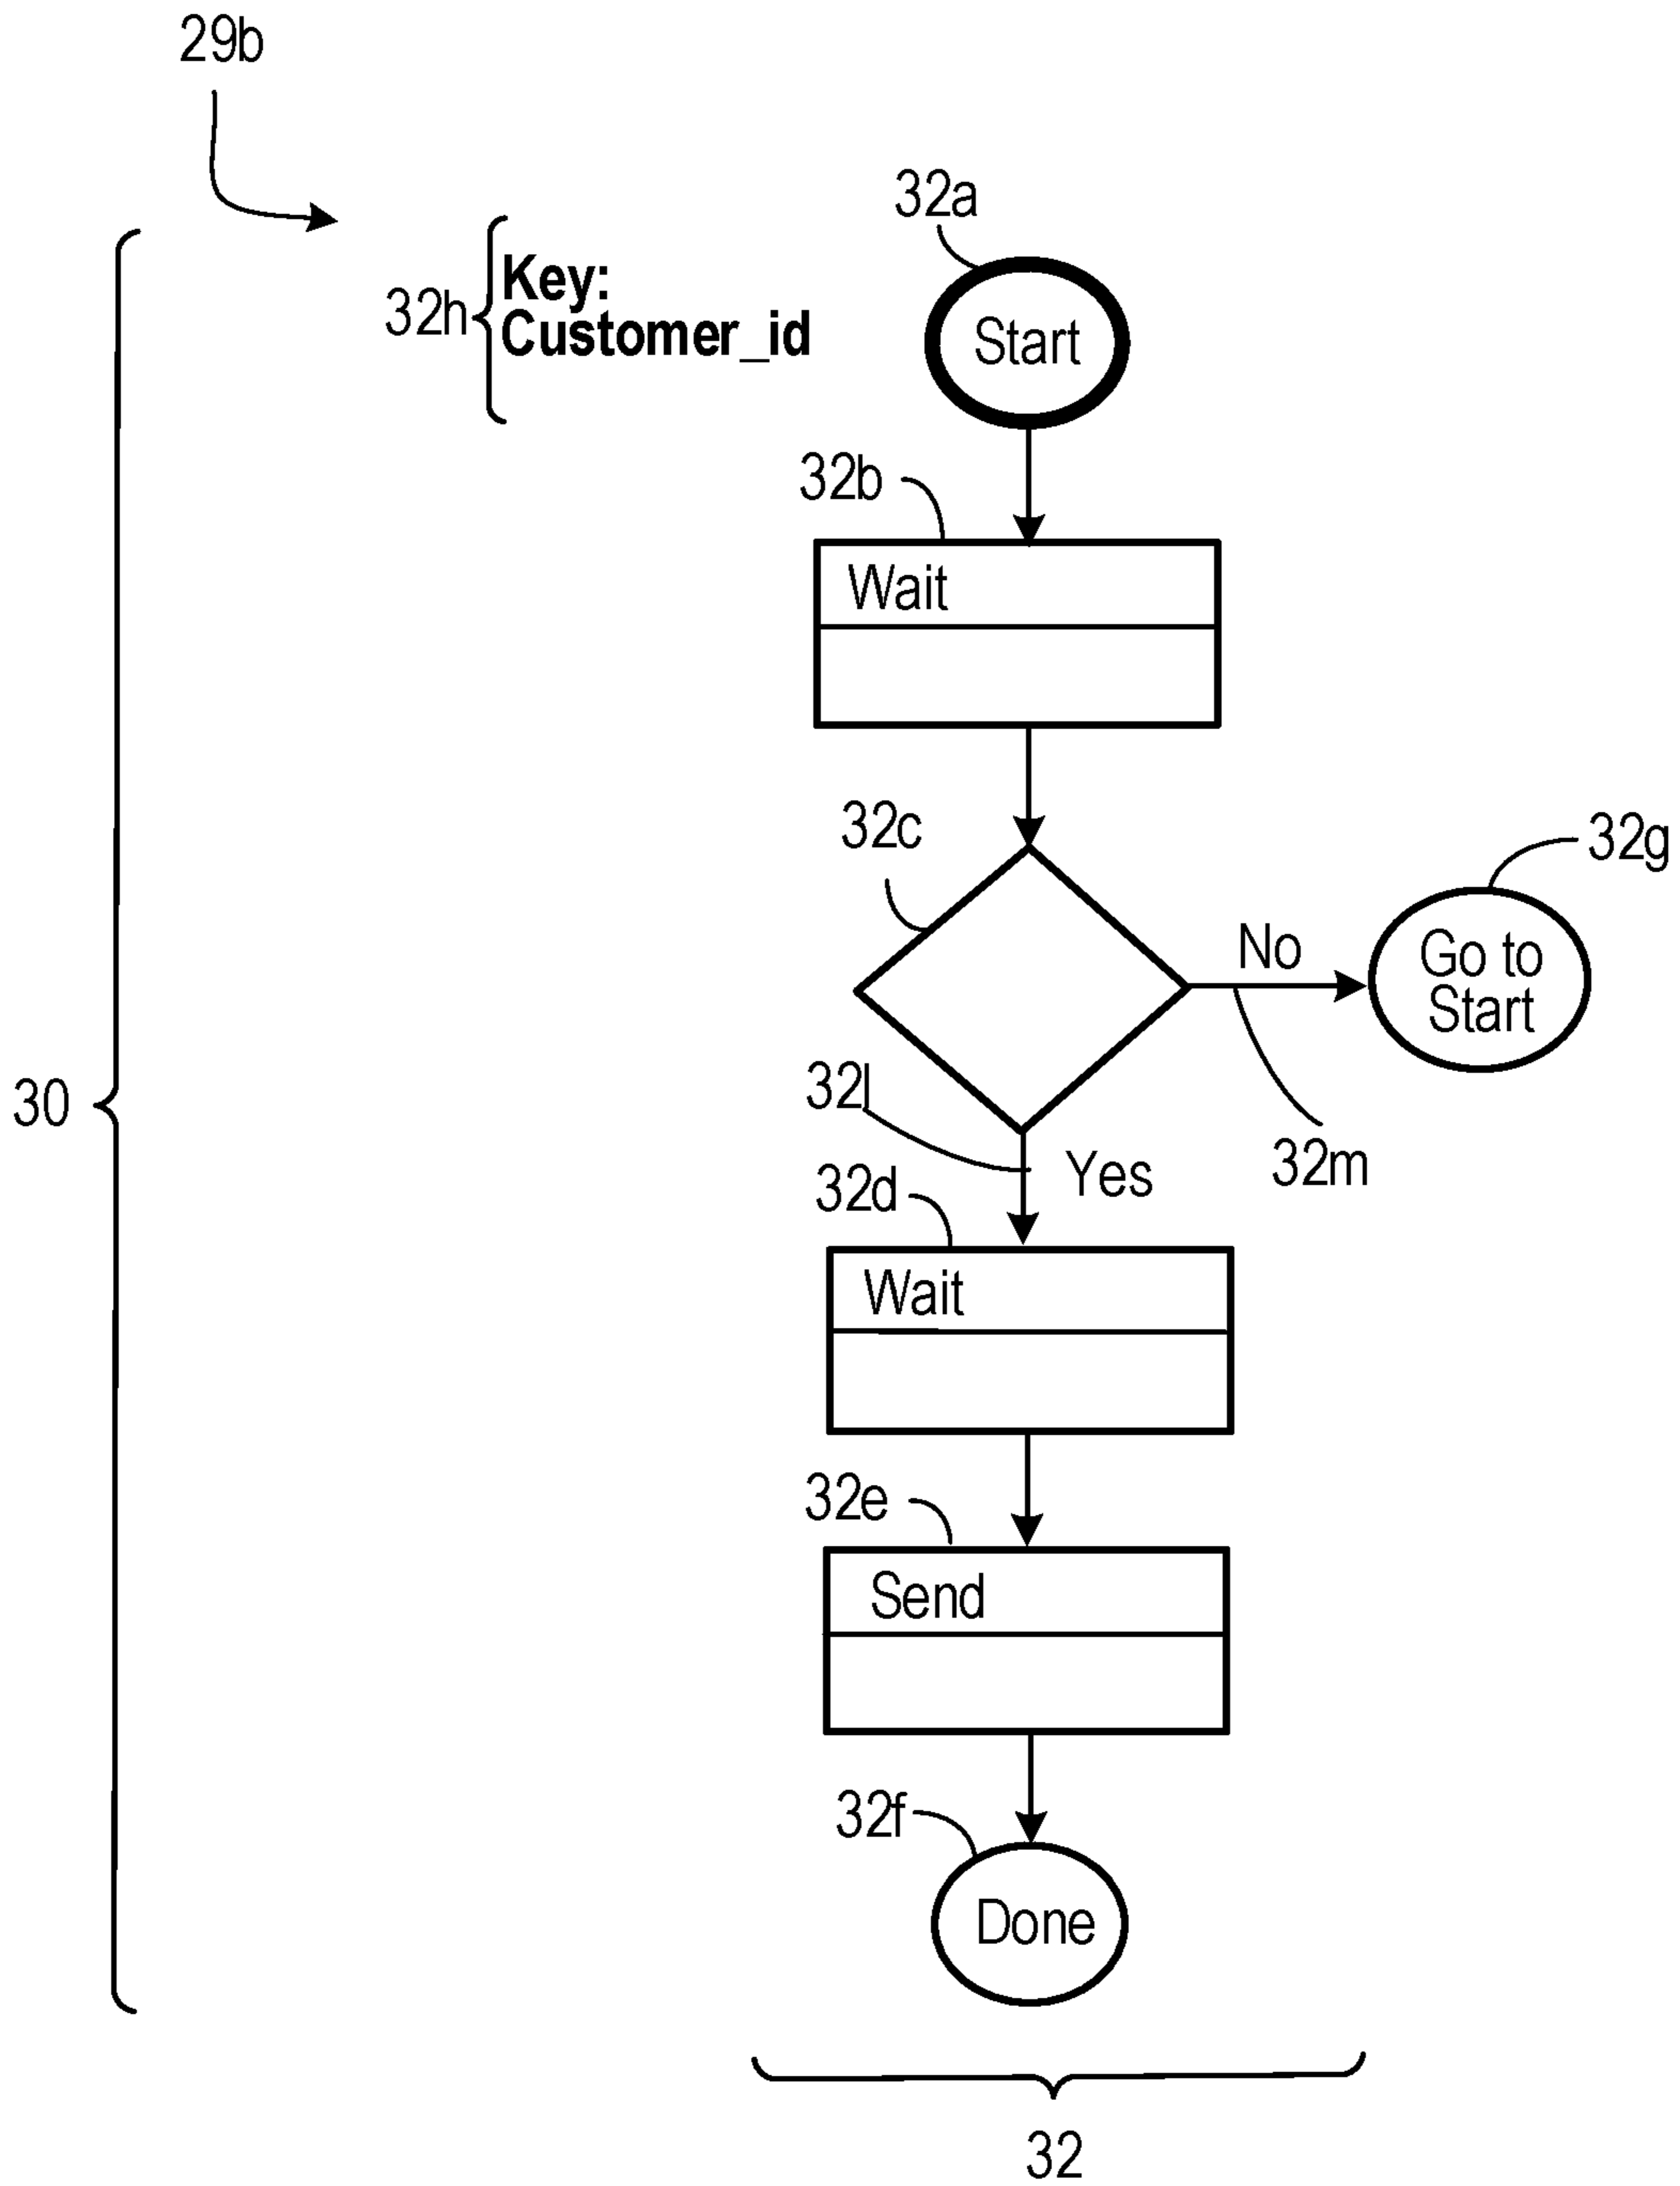 29b
32a
32h
Key:
Customer_id
Start
32b
Wait
32c
32g
No
Go to
Start
30
32l
Yes
32m
32d
Wait
32e
Send
32f
Done
32